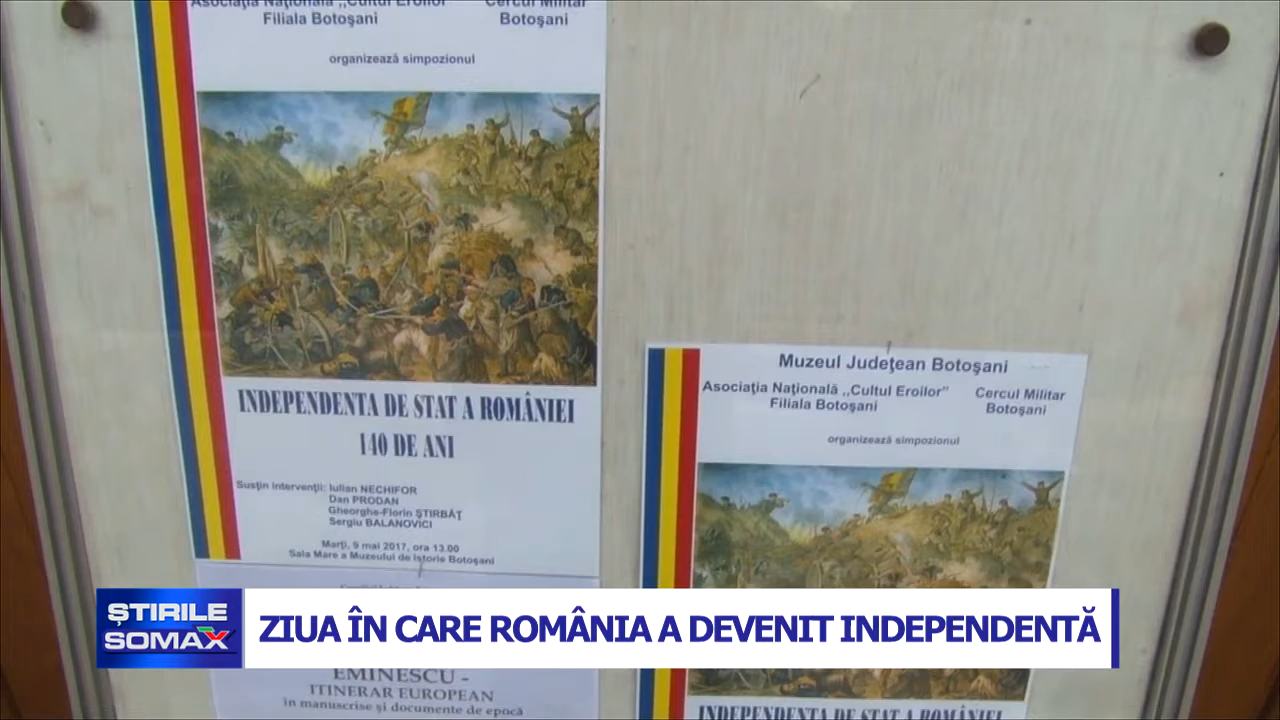 Asociaţia Naţională ,,Cultul Eroilor"
Filiala Botoşani
Cercul Militar
Botoşani
organizează simpozionul
INDEPENDENTA DE STAT A ROMÂNIEI
140 DE ANI
Susţin intervenţii: Iulian NECHIFOR
Dan PRODAN
Gheorghe-Florin ŞTIRBĂŢ
Sergiu BALANOVICI
Marţi, 9 mai 2017, ora 13.00
Sala Mare a Muzeului de Istorie Botoşani
Muzeul Judeţean Botoşani
Asociaţia Naţională ,,Cultul Eroilor"
Filiala Botoşani
Cercul Militar
Botoşani
organizează simpozionul
INDEPENDENTA DE STAT A ROMÂNIEI
EMINESCU -
ITINERAR EUROPEAN
în manuscrise şi documente de epocă
ȘTIRILE
SOMAX
ZIUA ÎN CARE ROMÂNIA A DEVENIT INDEPENDENTĂ